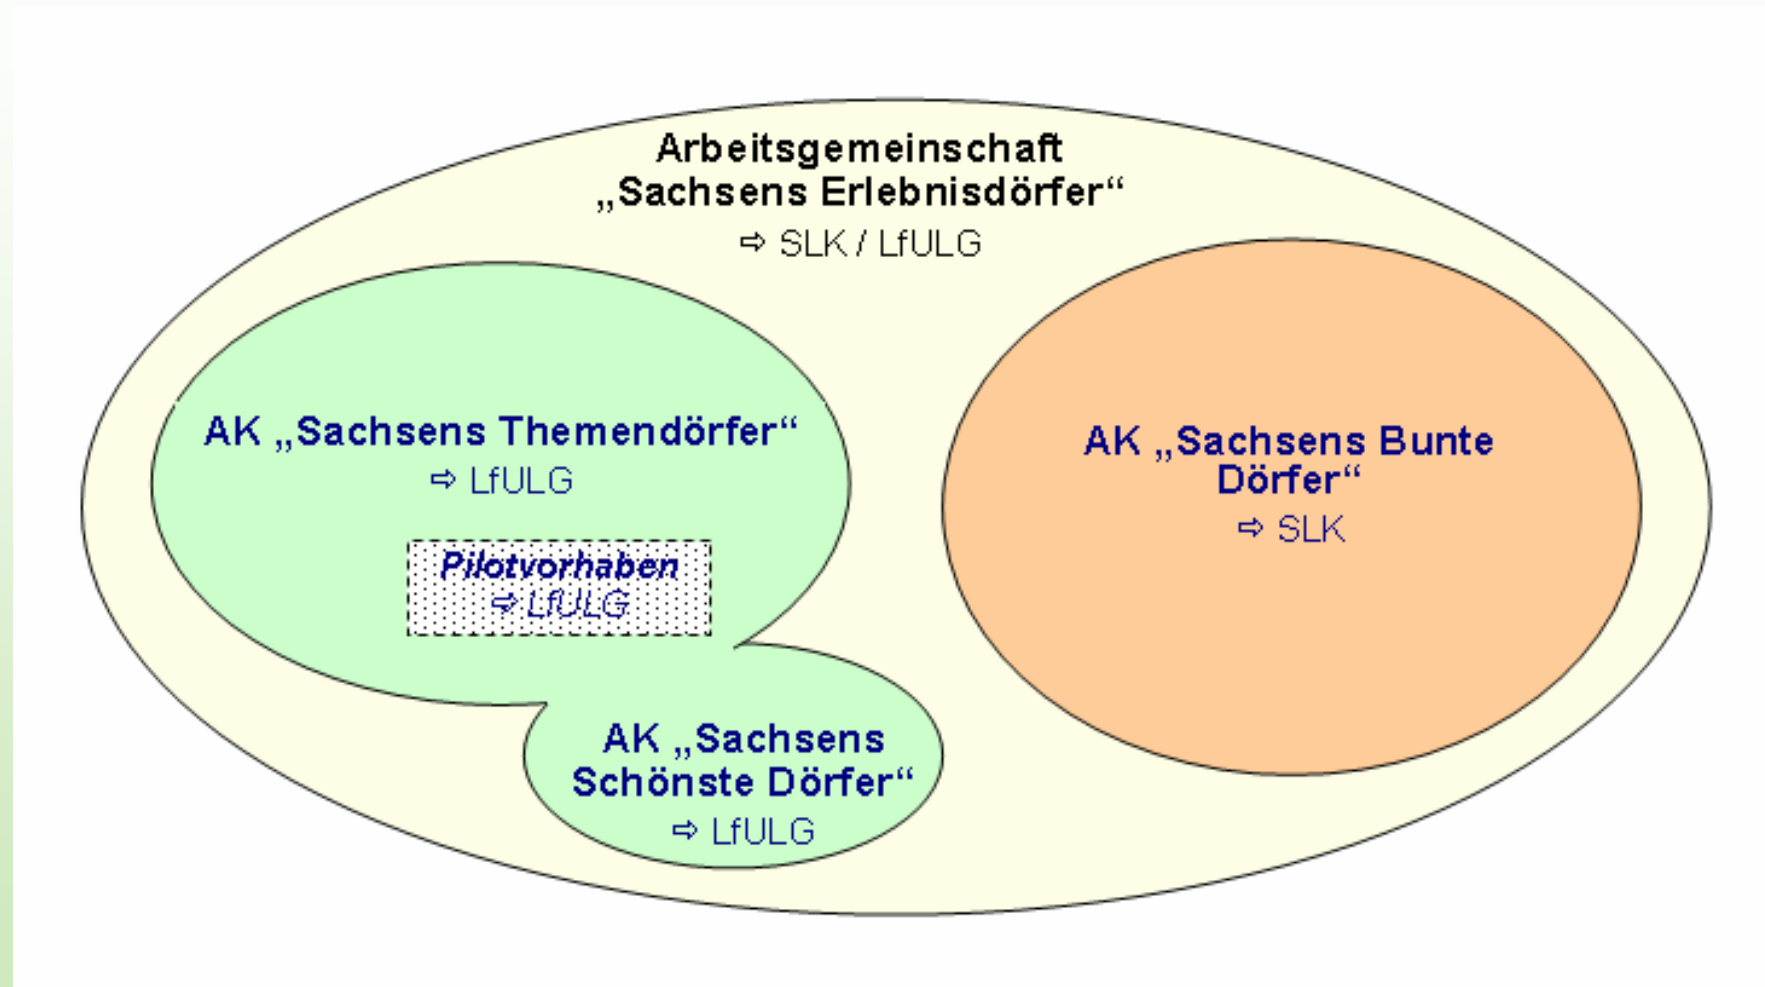 Arbeitsgemeinschaft
„Sachsens Erlebnisdörfer“
⇨ SLK / LfULG
AK „Sachsens Themendörfer“
⇨ LfULG
Pilotvorhaben
⇨ LfULG
AK „Sachsens
Schönste Dörfer“
⇨ LfULG
AK „Sachsens Bunte
Dörfer“
⇨ SLK